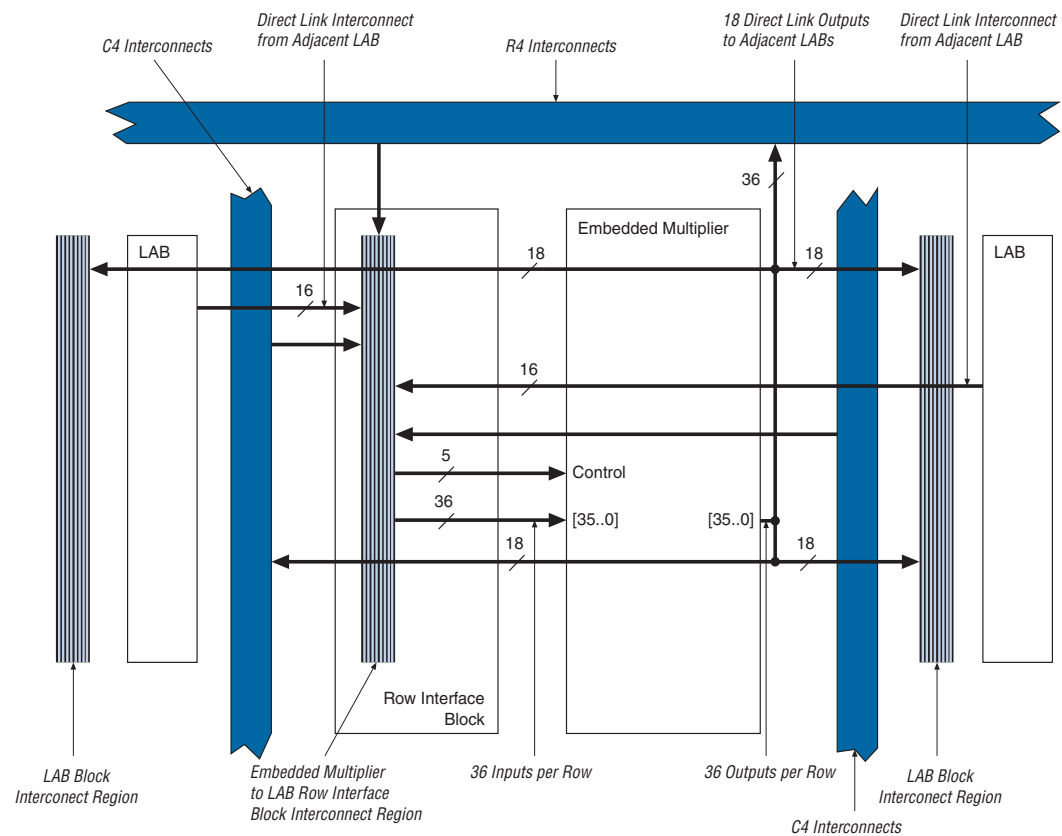 Direct Link Interconnect
from Adjacent LAB
18 Direct Link Outputs
to Adjacent LABs
Direct Link Interconnect
from Adjacent LAB
C4 Interconnects
R4 Interconnects
36
LAB
Embedded Multiplier
LAB
18
18
16
16
5
Control
36
[35..0]
[35..0]
18
18
Row Interface
Block
LAB Block
Interconect Region
Embedded Multiplier
to LAB Row Interface
Block Interconnect Region
36 Inputs per Row
36 Outputs per Row
LAB Block
Interconect Region
C4 Interconnects